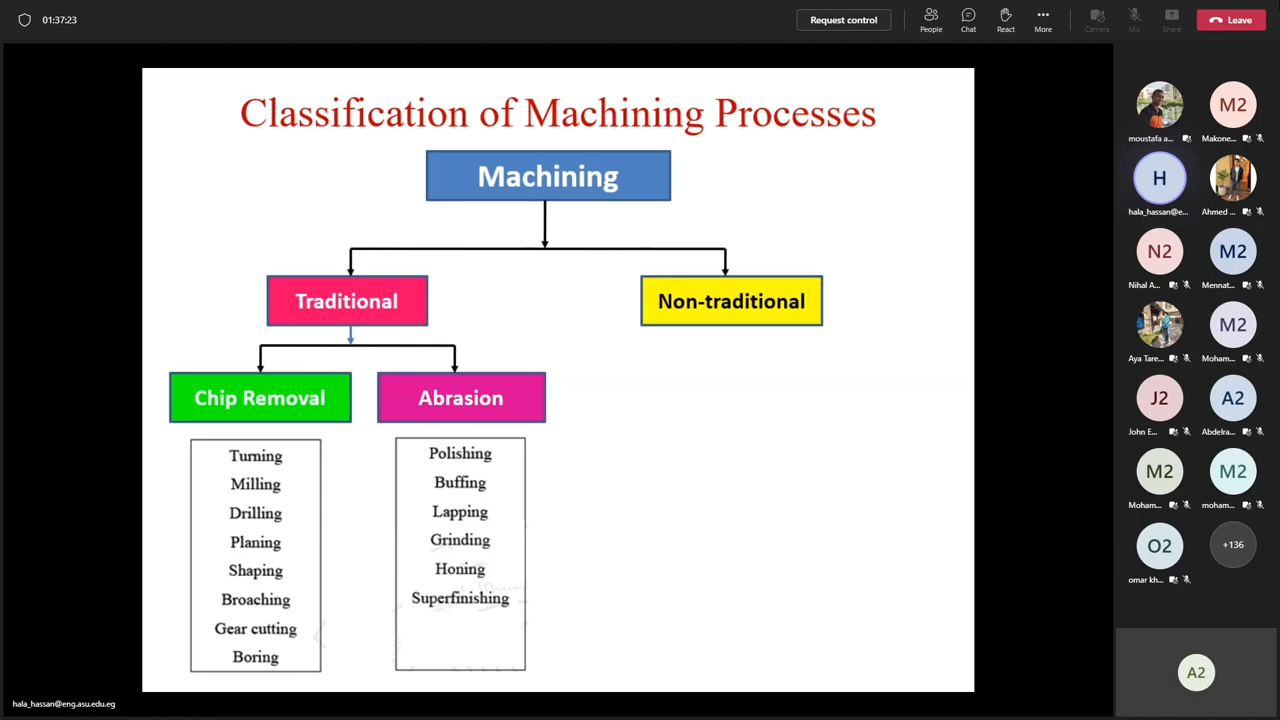 01:37:23
Request control
People
Chat
React
More
Camera
Mic
Share
Leave
Classification of Machining Processes
Machining
Traditional
Non-traditional
Chip Removal
Abrasion
Turning
Milling
Drilling
Planing
Shaping
Broaching
Gear cutting
Boring
Polishing
Buffing
Lapping
Grinding
Honing
Superfinishing
M2
moustafa a...
Makone...
H
hala_hassan@e...
Ahmed ...
N2
M2
Nihal A...
Mennat...
M2
Aya Tare...
Moham...
J2
A2
John E...
Abdelra...
M2
M2
Moham...
moham...
O2
+136
omar kh...
A2
hala_hassan@eng.asu.edu.eg